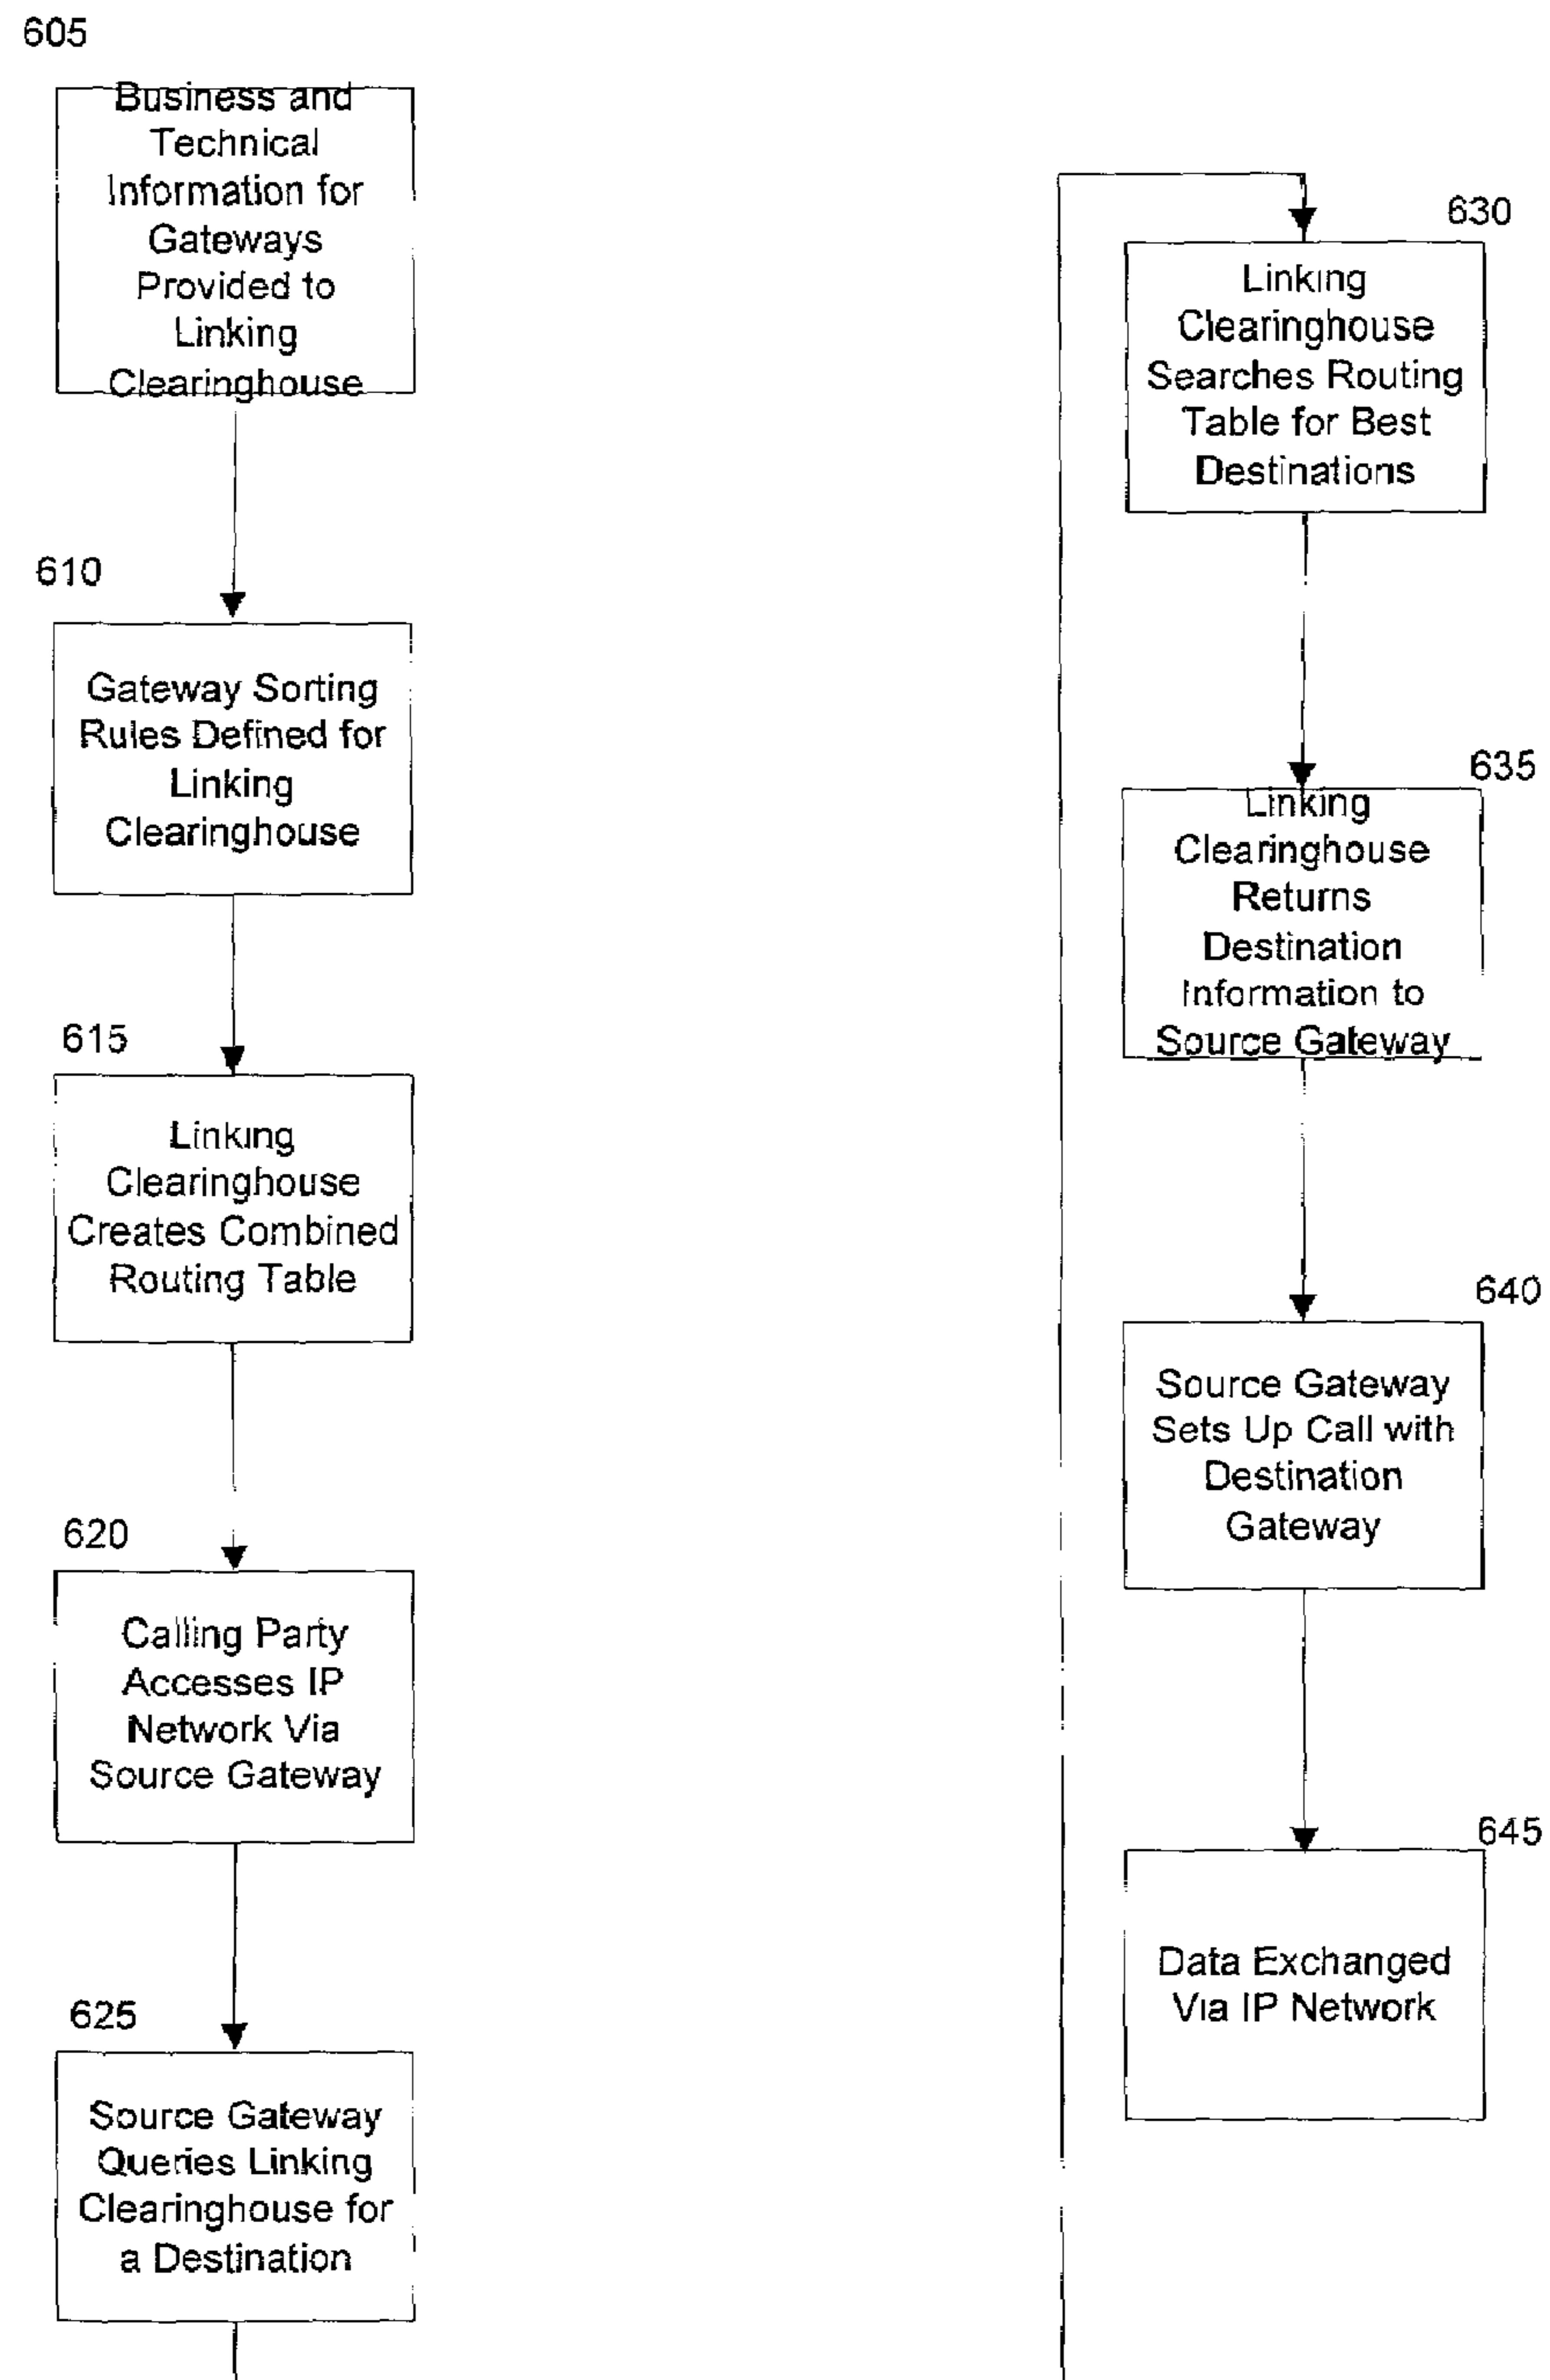 605
Business and
Technical
Information for
Gateways
Provided to
Linking
Clearinghouse
610
Gateway Sorting
Rules Defined for
Linking
Clearinghouse
615
Linking
Clearinghouse
Creates Combined
Routing Table
620
Calling Party
Accesses IP
Network Via
Source Gateway
625
Source Gateway
Queries Linking
Clearinghouse for
a Destination
630
Linking
Clearinghouse
Searches Routing
Table for Best
Destinations
635
Linking
Clearinghouse
Returns
Destination
Information to
Source Gateway
640
Source Gateway
Sets Up Call with
Destination
Gateway
645
Data Exchanged
Via IP Network